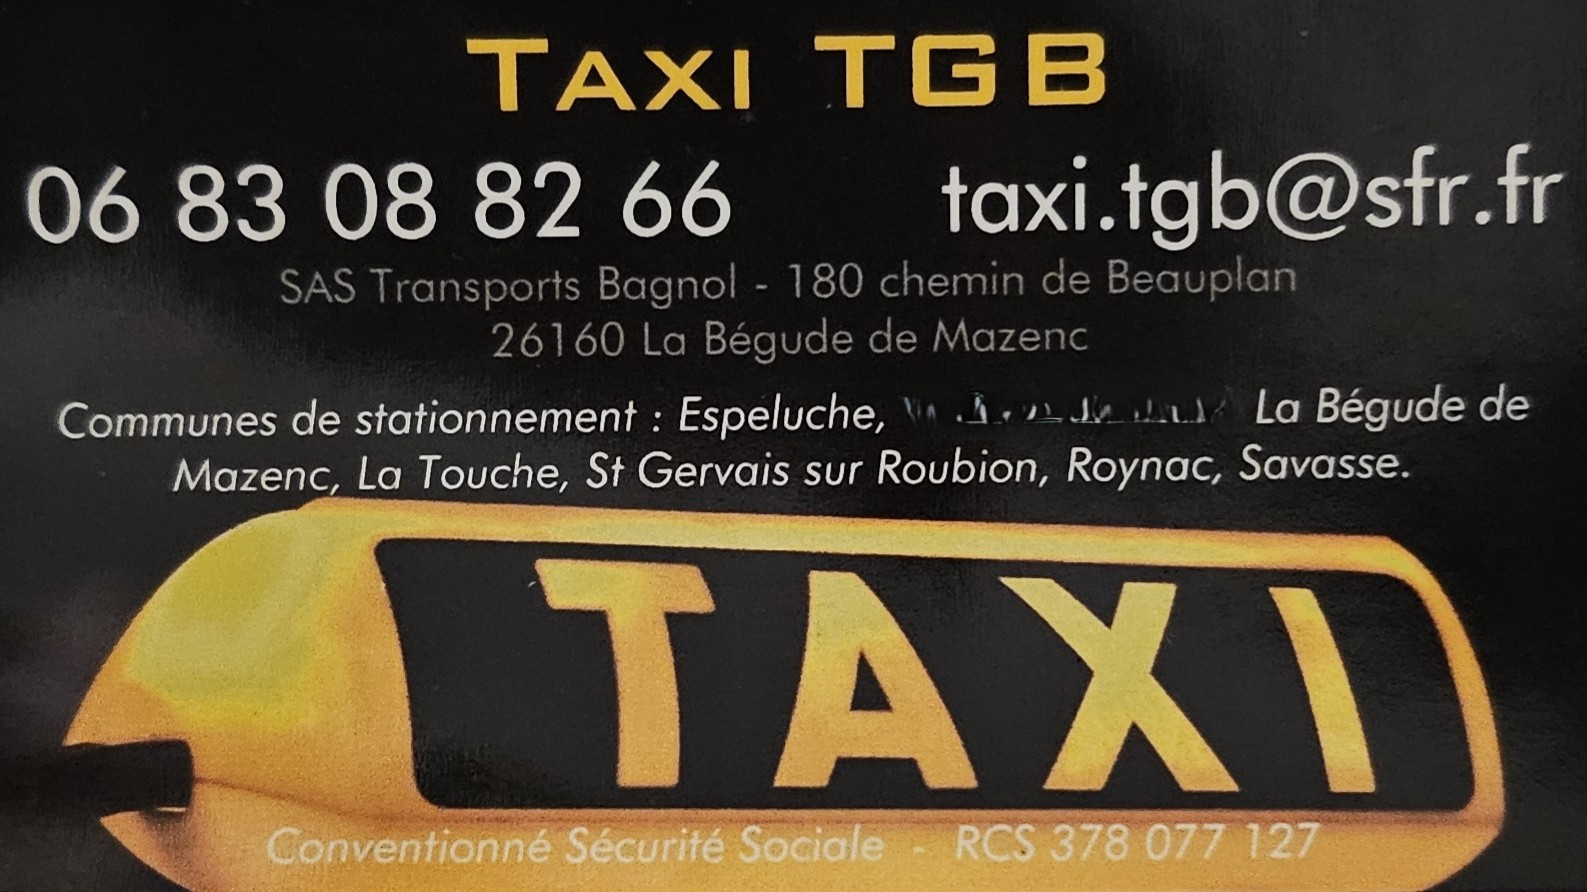 TAXI TGB
06 83 08 82 66 taxi.tgb@sfr.fr
SAS Transports Bagnol - 180 chemin de Beauplan
26160 La Bégude de Mazenc
Communes de stationnement : Espeluche, La Bégude de
Mazenc, La Touche, St Gervais sur Roubion, Roynac, Savasse.
TAXI
Conventionné Sécurité Sociale - RCS 378 077 127